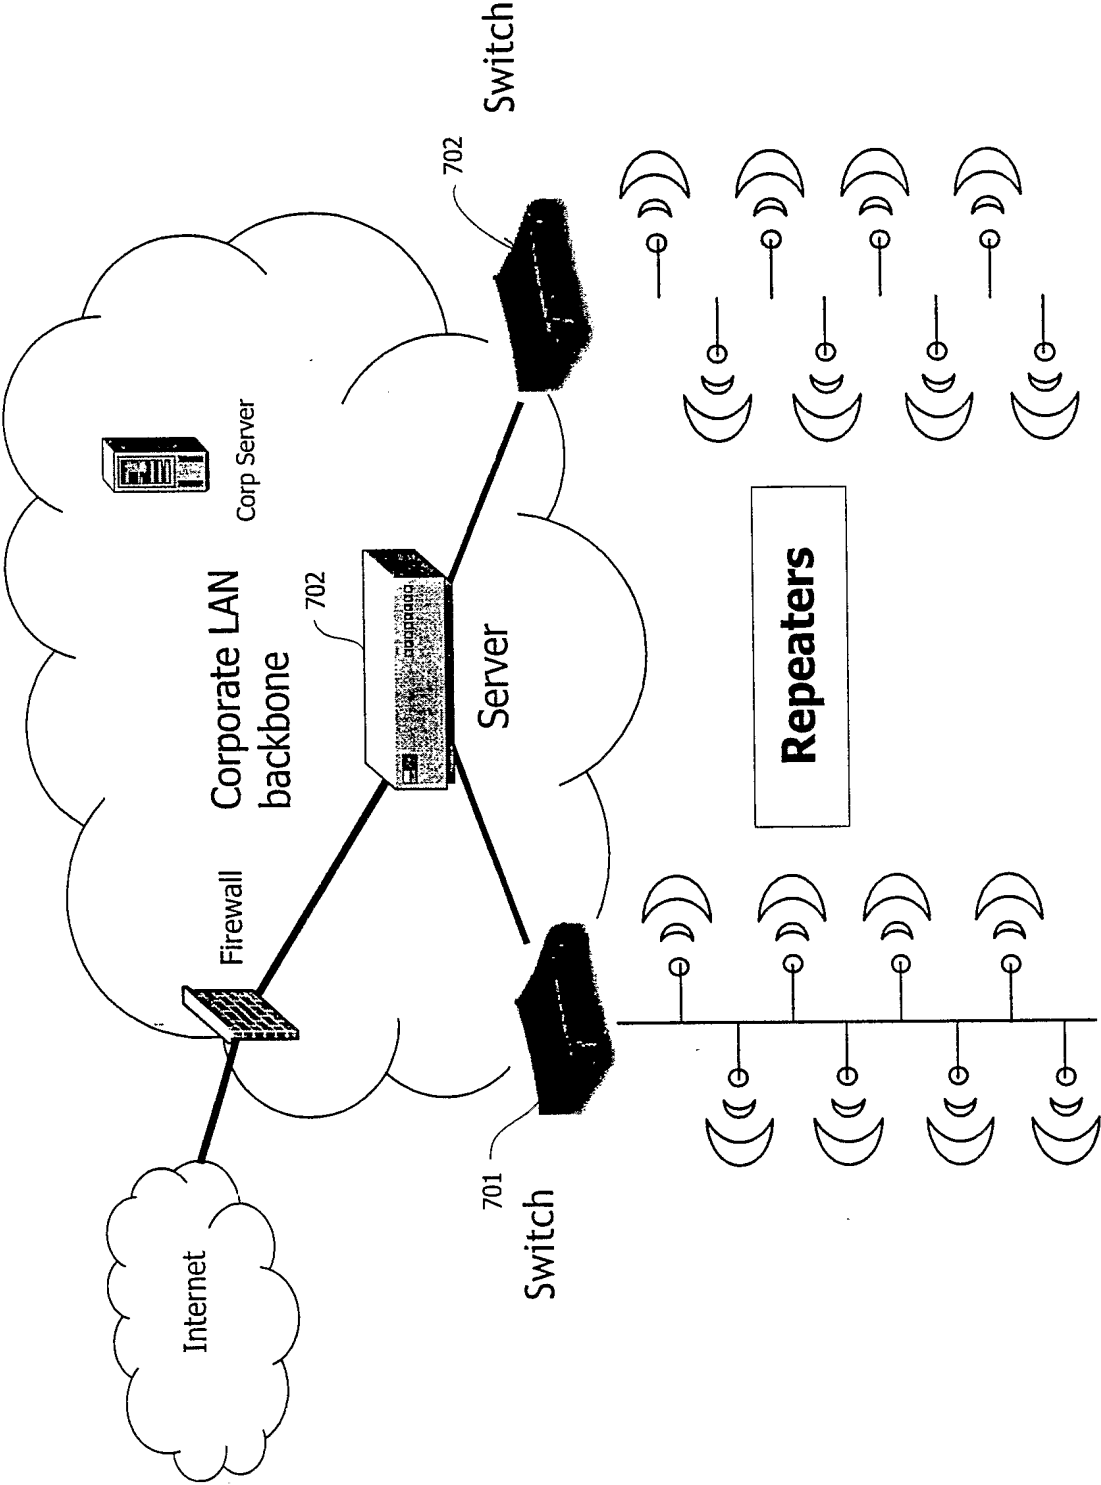 Internet
Firewall
Corporate LAN
backbone
Corp Server
702
Server
702
Switch
701
Switch
Repeaters